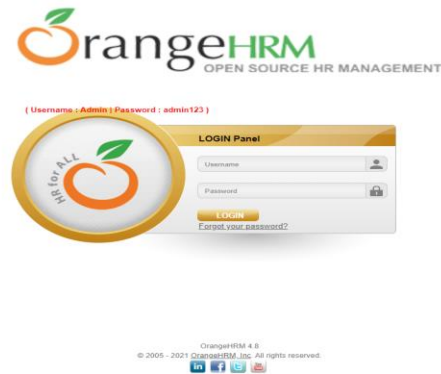 OrangeHRM
OPEN SOURCE HR MANAGEMENT
( Username : Admin | Password : admin123 )
LOGIN Panel
HR for ALL
Username
Password
LOGIN
Forgot your password?
OrangeHRM 4.8
© 2005 - 2021 OrangeHRM, Inc. All rights reserved.
in f